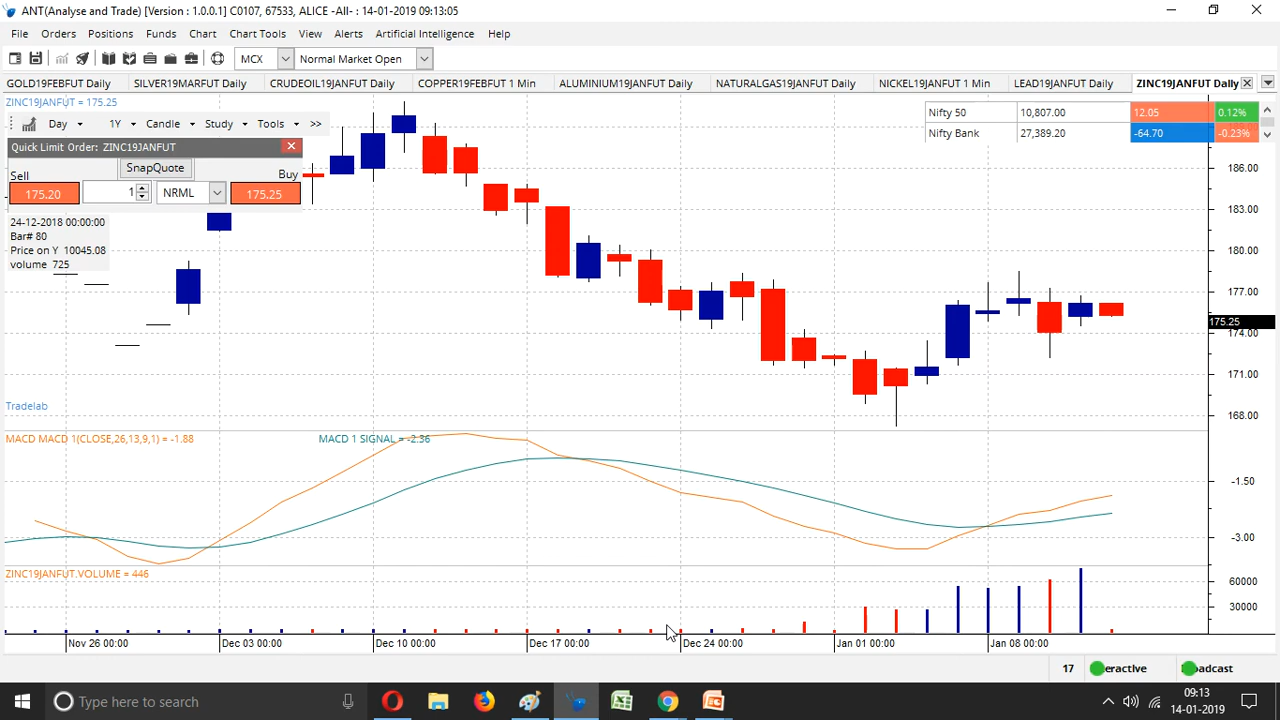 ANT(Analyse and Trade) [Version : 1.0.0.1] C0107, 67533, ALICE -All- : 14-01-2019 09:13:05
File Orders Positions Funds Chart Chart Tools View Alerts Artificial Intelligence Help
MCX Normal Market Open
GOLD19FEBFUT Daily SILVER19MARFUT Daily CRUDEOIL19JANFUT Daily COPPER19FEBFUT 1 Min ALUMINIUM19JANFUT Daily NATURALGAS19JANFUT Daily NICKEL19JANFUT 1 Min LEAD19JANFUT Daily ZINC19JANFUT Daily
ZINC19JANFUT = 175.25
Nifty 50 10,807.00 12.05 0.12%
Day 1Y Candle Study Tools >>
Nifty Bank 27,389.20 -64.70 -0.23%
Quick Limit Order: ZINC19JANFUT
SnapQuote
Sell Buy
175.20 1 NRML 175.25
24-12-2018 00:00:00
Bar# 80
Price on Y 10045.08
volume 725
186.00
183.00
180.00
177.00
175.25
174.00
171.00
168.00
Tradelab
MACD MACD 1(CLOSE,26,13,9,1) = -1.88 MACD 1 SIGNAL = -2.36
-1.50
-3.00
ZINC19JANFUT.VOLUME = 446
60000
30000
Nov 26 00:00 Dec 03 00:00 Dec 10 00:00 Dec 17 00:00 Dec 24 00:00 Jan 01 00:00 Jan 08 00:00
17 eractive oadcast
Type here to search
09:13
14-01-2019